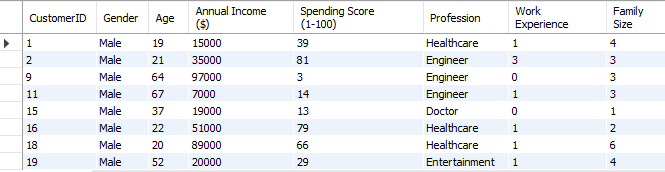 CustomerID Gender Age Annual Income ($) Spending Score (1-100) Profession Work Experience Family Size
1 Male 19 15000 39 Healthcare 1 4
2 Male 21 35000 81 Engineer 3 3
9 Male 64 97000 3 Engineer 0 3
11 Male 67 7000 14 Engineer 1 3
15 Male 37 19000 13 Doctor 0 1
16 Male 22 51000 79 Healthcare 1 2
18 Male 20 89000 66 Healthcare 1 6
19 Male 52 20000 29 Entertainment 1 4